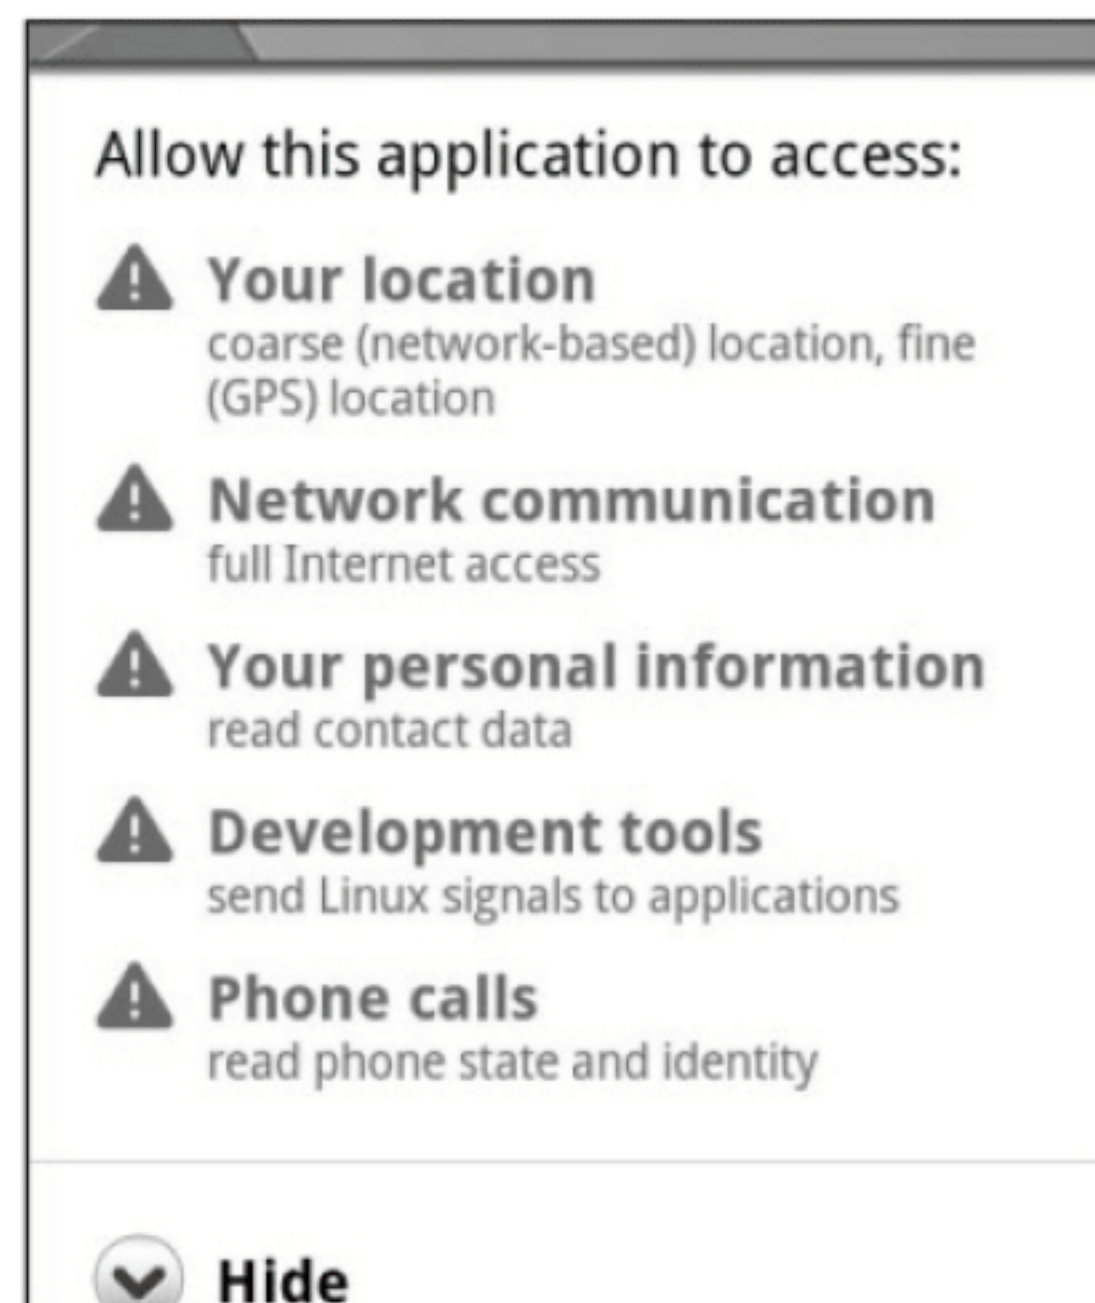 Allow this application to access:
Your location
coarse (network-based) location, fine
(GPS) location
Network communication
full Internet access
Your personal information
read contact data
Development tools
send Linux signals to applications
Phone calls
read phone state and identity
Hide